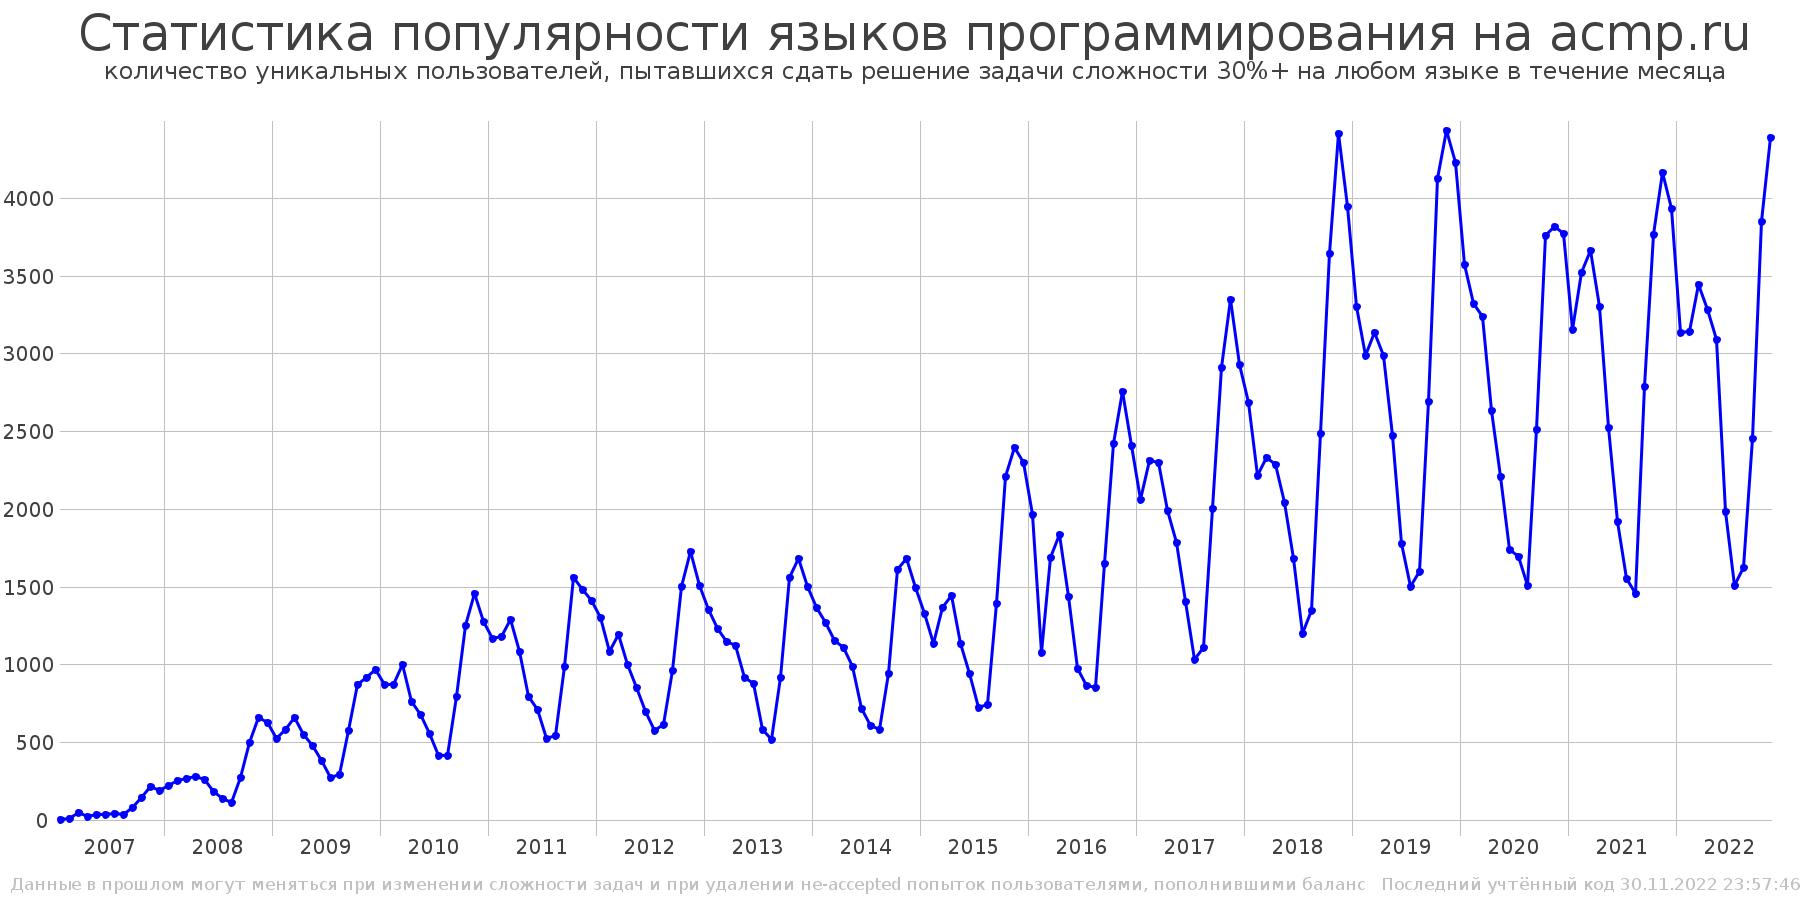 Статистика популярности языков программирования на acmp.ru
количество уникальных пользователей, пытавшихся сдать решение задачи сложности 30%+ на любом языке в течение месяца
4000
3500
3000
2500
2000
1500
1000
500
0
2007 2008 2009 2010 2011 2012 2013 2014 2015 2016 2017 2018 2019 2020 2021 2022
Данные в прошлом могут меняться при изменении сложности задач и при удалении не-accepted попыток пользователями, пополнившими баланс Последний учтённый код 30.11.2022 23:57:46